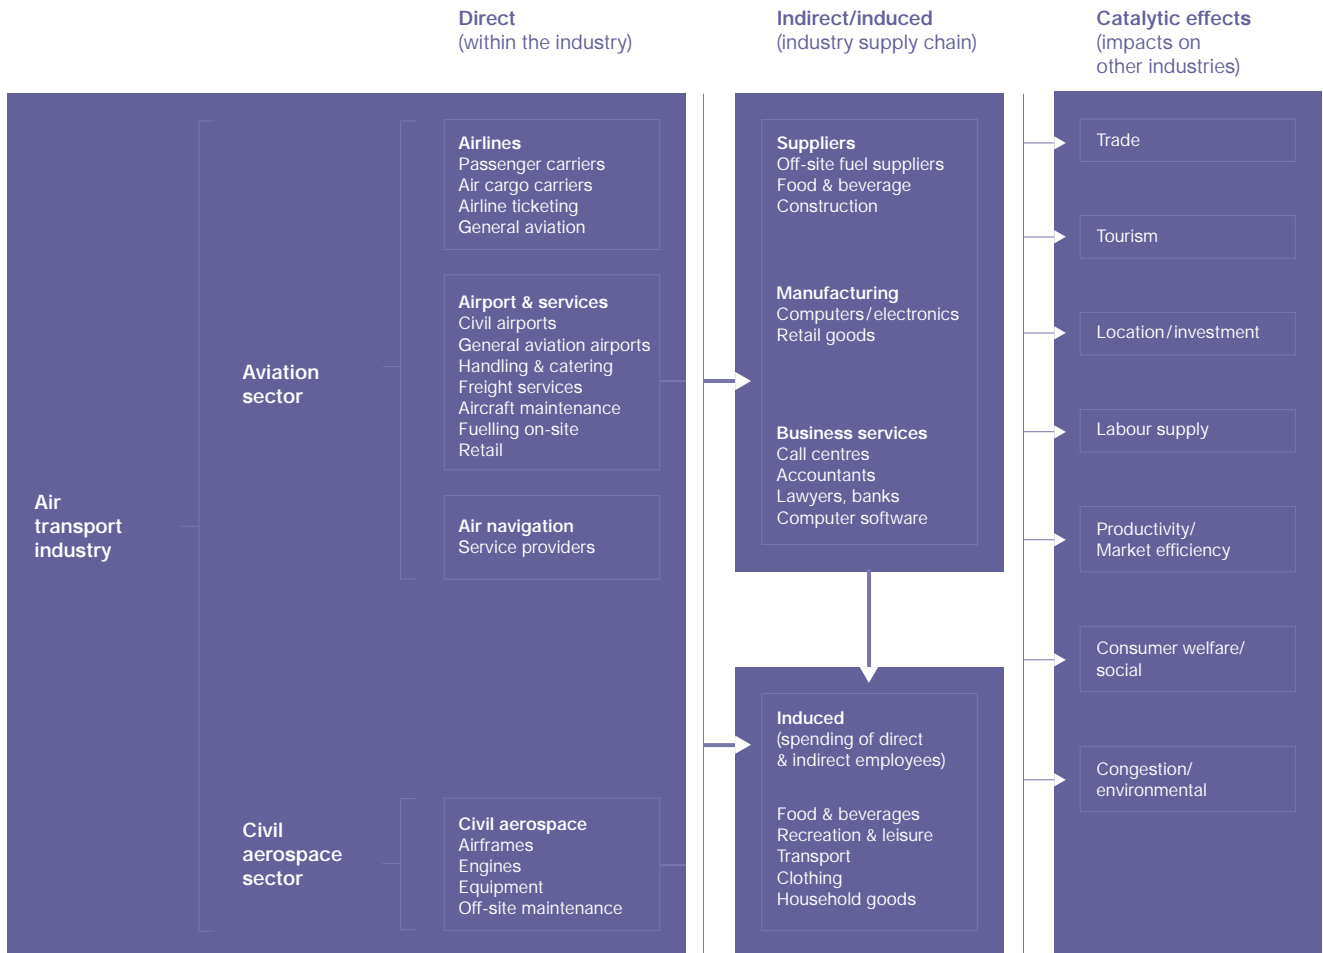 Direct
(within the industry)
Indirect/induced
(industry supply chain)
Catalytic effects
(impacts on
other industries)
Air
transport
industry
Aviation
sector
Civil
aerospace
sector
Airlines
Passenger carriers
Air cargo carriers
Airline ticketing
General aviation
Airport & services
Civil airports
General aviation airports
Handling & catering
Freight services
Aircraft maintenance
Fuelling on-site
Retail
Air navigation
Service providers
Civil aerospace
Airframes
Engines
Equipment
Off-site maintenance
Suppliers
Off-site fuel suppliers
Food & beverage
Construction
Manufacturing
Computers/electronics
Retail goods
Business services
Call centres
Accountants
Lawyers, banks
Computer software
Induced
(spending of direct
& indirect employees)
Food & beverages
Recreation & leisure
Transport
Clothing
Household goods
Trade
Tourism
Location/investment
Labour supply
Productivity/
Market efficiency
Consumer welfare/
social
Congestion/
environmental